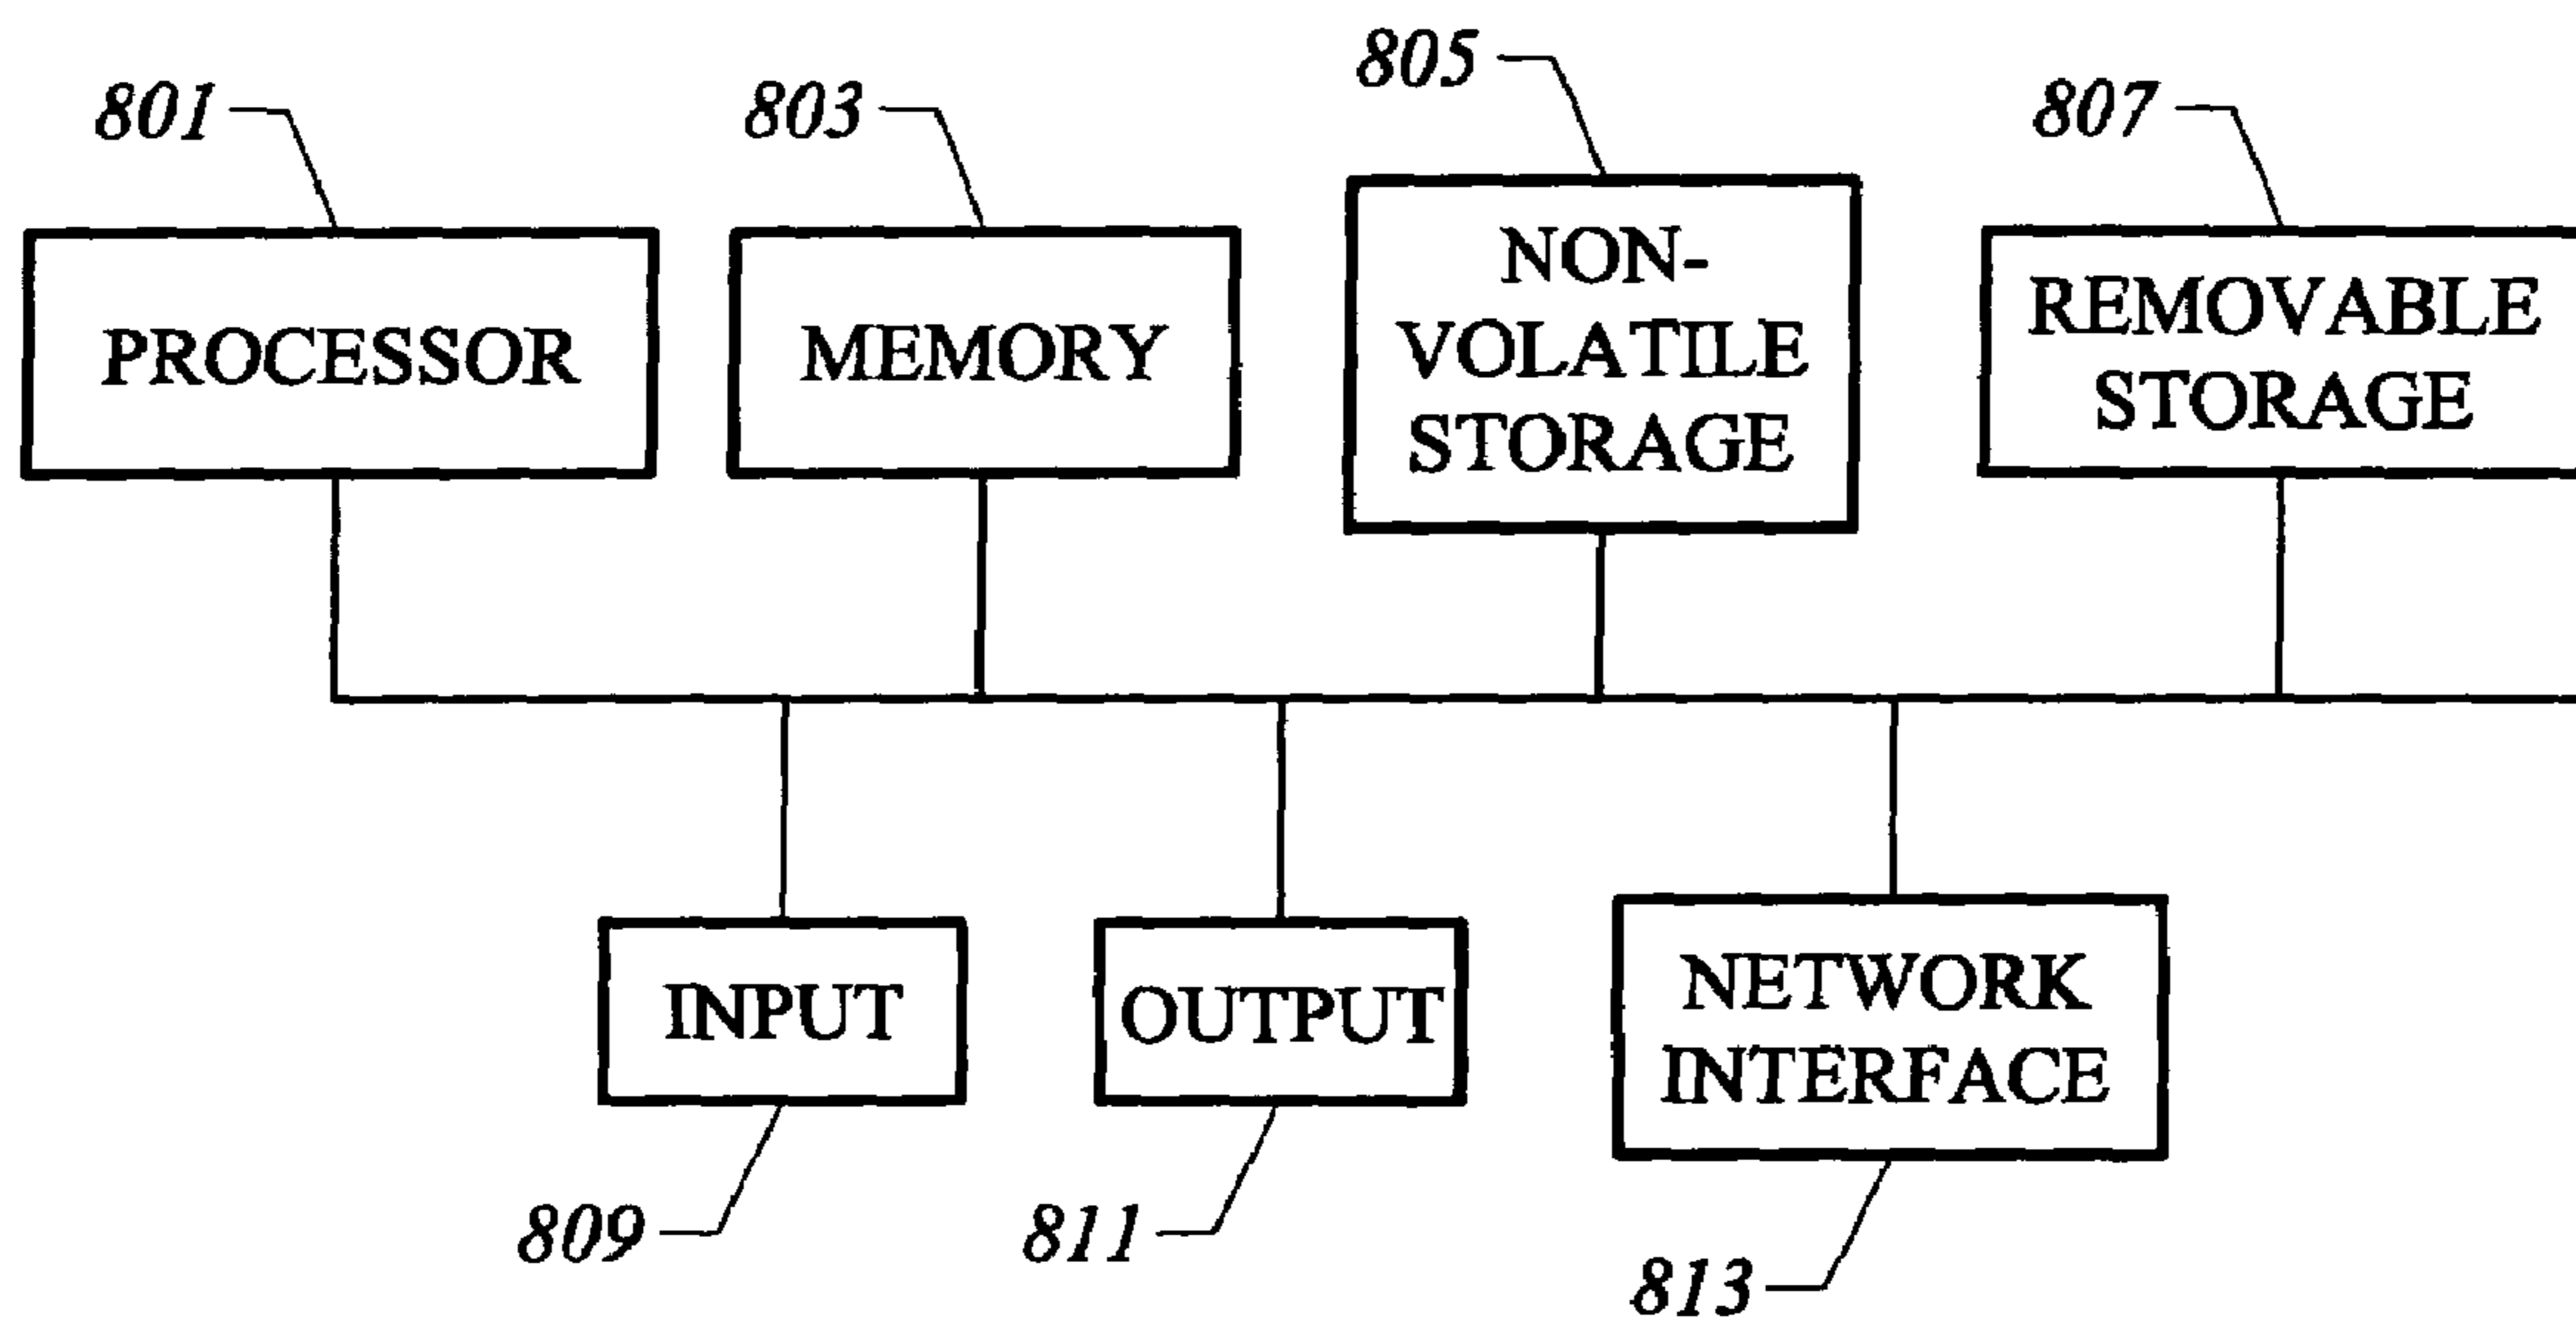 805
801
803
807
NON-
VOLATILE
STORAGE
REMOVABLE
STORAGE
PROCESSOR
MEMORY
INPUT
OUTPUT
NETWORK
INTERFACE
809
811
813